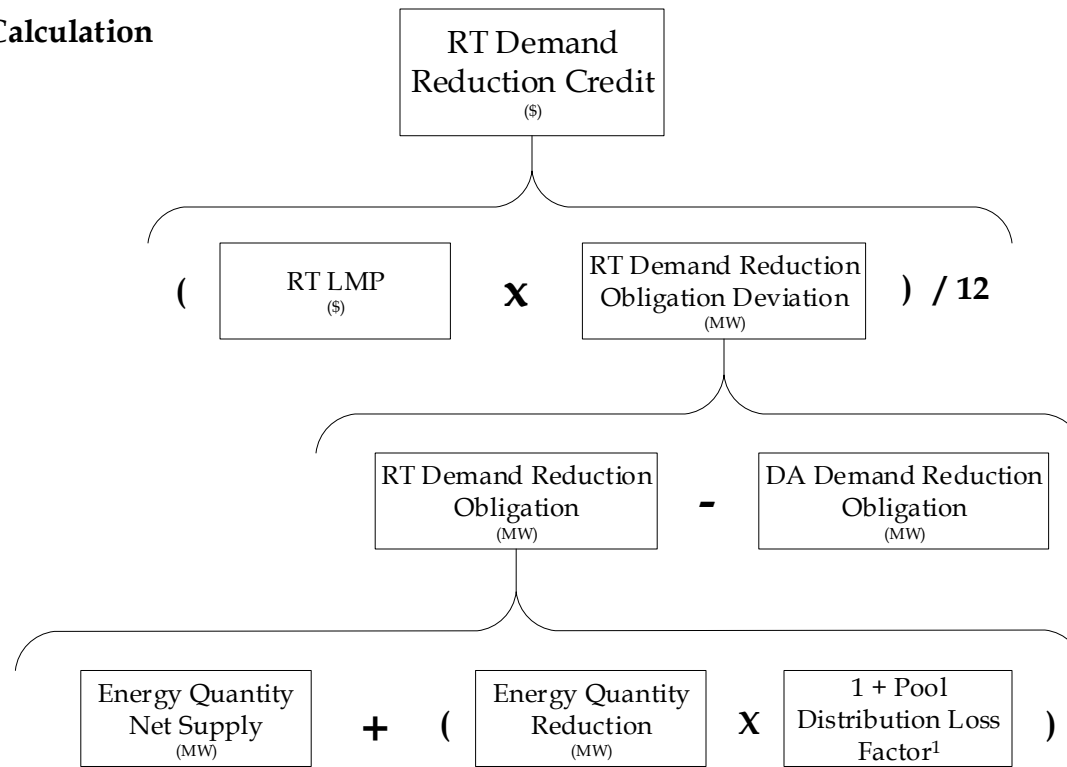 Calculation
RT Demand
Reduction Credit
($)
( RT LMP
($)
x
RT Demand Reduction
Obligation Deviation
(MW)
) / 12
RT Demand Reduction
Obligation
(MW)
-
DA Demand Reduction
Obligation
(MW)
Energy Quantity
Net Supply
(MW)
+
(
Energy Quantity
Reduction
(MW)
X
1 + Pool
Distribution Loss
Factor¹
)